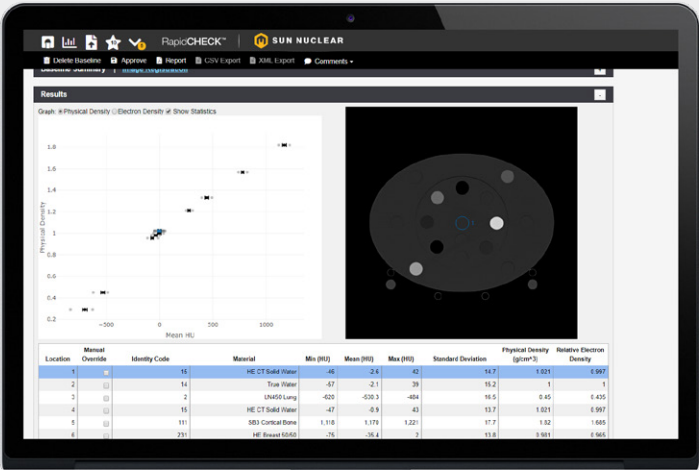 RapidCHECK™ SUN NUCLEAR
Delete Baseline Approve Report CSV Export XML Export Comments
Baseline Summary | Image Registration
Results
Graph: Physical Density Electron Density Show Statistics
1.8
1.6
1.4
1.2
1
0.8
0.6
0.4
0.2
Physical Density
−500 0 500 1000
Mean HU
Location Manual Override Identity Code Material Min (HU) Mean (HU) Max (HU) Standard Deviation Physical Density (g/cm^3) Relative Electron Density
1 15 HE CT Solid Water -46 -2.6 42 14.7 1.021 0.997
2 14 True Water -57 -2.1 39 15.2 1 1
3 2 LN450 Lung -620 -530.3 -484 16.5 0.45 0.435
4 15 HE CT Solid Water -47 -0.9 43 13.7 1.021 0.997
5 111 SB3 Cortical Bone 1,118 1,170 1,221 17.7 1.82 1.685
6 231 HE Breast 50/50 -75 -35.4 2 13.8 0.981 0.965